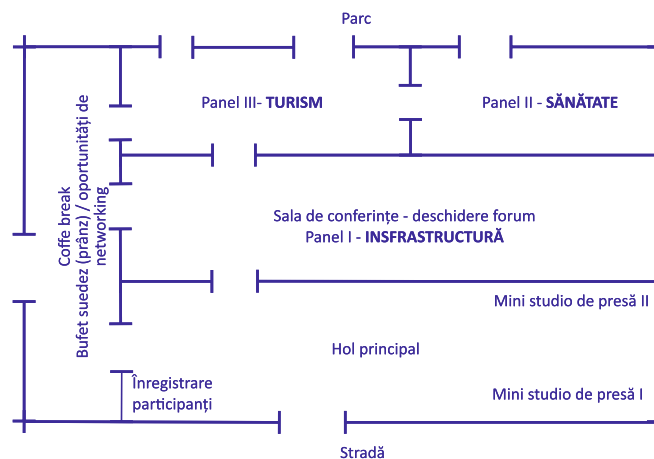 Parc
Panel III- TURISM
Panel II - SĂNĂTATE
Coffe break
Bufet suedez (prânz) / oportunități de
networking
Sala de conferințe - deschidere forum
Panel I - INSFRASTRUCTURĂ
Mini studio de presă II
Hol principal
Înregistrare
participanți
Mini studio de presă I
Stradă